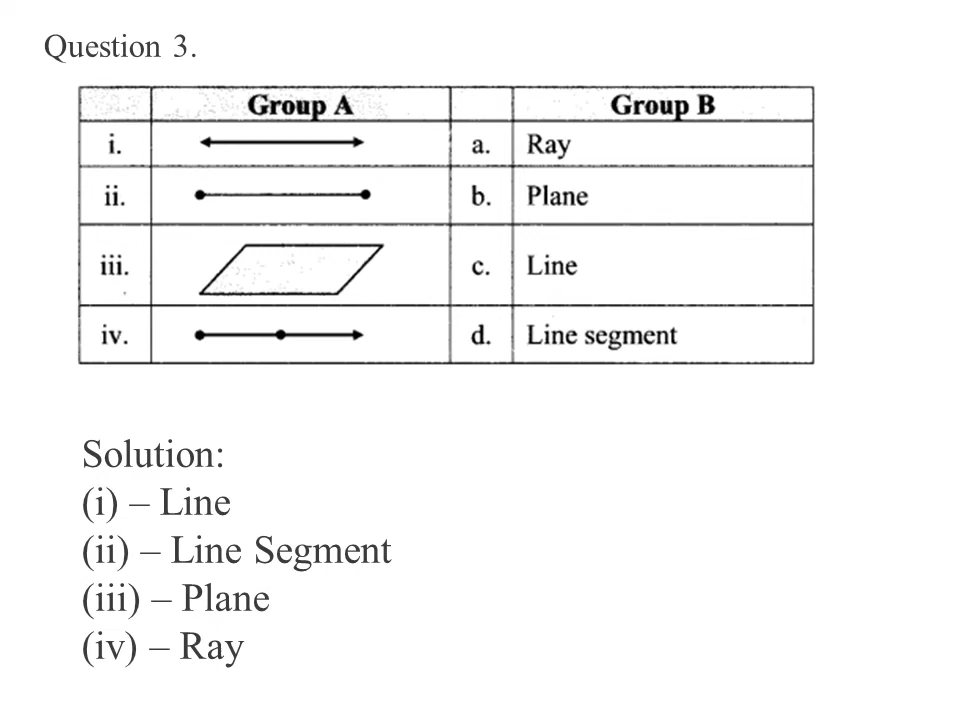 Question 3.
Group A Group B
i. a. Ray
ii. b. Plane
iii. c. Line
iv. d. Line segment
Solution:
(i) – Line
(ii) – Line Segment
(iii) – Plane
(iv) – Ray